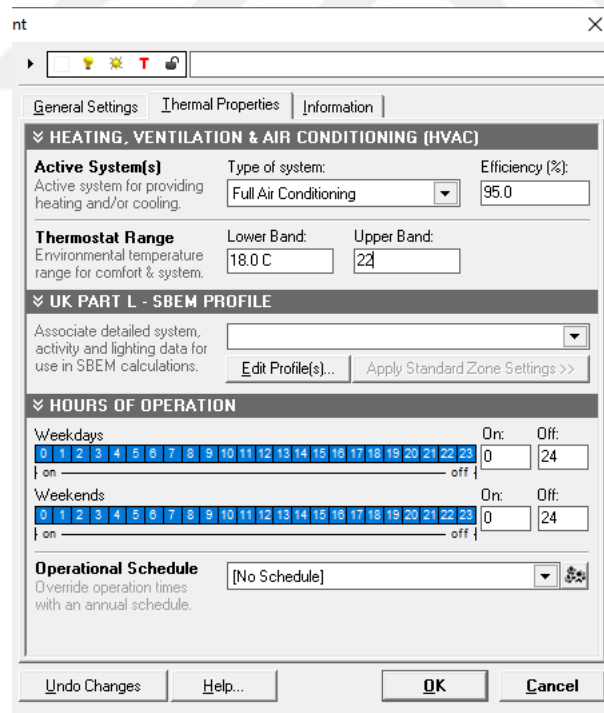 nt
T
General Settings Thermal Properties Information
HEATING, VENTILATION & AIR CONDITIONING (HVAC)
Active System(s) Type of system: Efficiency (%):
Active system for providing
heating and/or cooling.
Full Air Conditioning 95.0
Thermostat Range Lower Band: Upper Band:
Environmental temperature
range for comfort & system.
18.0 C 22
UK PART L - SBEM PROFILE
Associate detailed system,
activity and lighting data for
use in SBEM calculations.
Edit Profile(s)... Apply Standard Zone Settings >>
HOURS OF OPERATION
Weekdays On: Off:
0 1 2 3 4 5 6 7 8 9 10 11 12 13 14 15 16 17 18 19 20 21 22 23 0 24
on off
Weekends On: Off:
0 1 2 3 4 5 6 7 8 9 10 11 12 13 14 15 16 17 18 19 20 21 22 23 0 24
on off
Operational Schedule [No Schedule]
Override operation times
with an annual schedule.
Undo Changes Help... OK Cancel